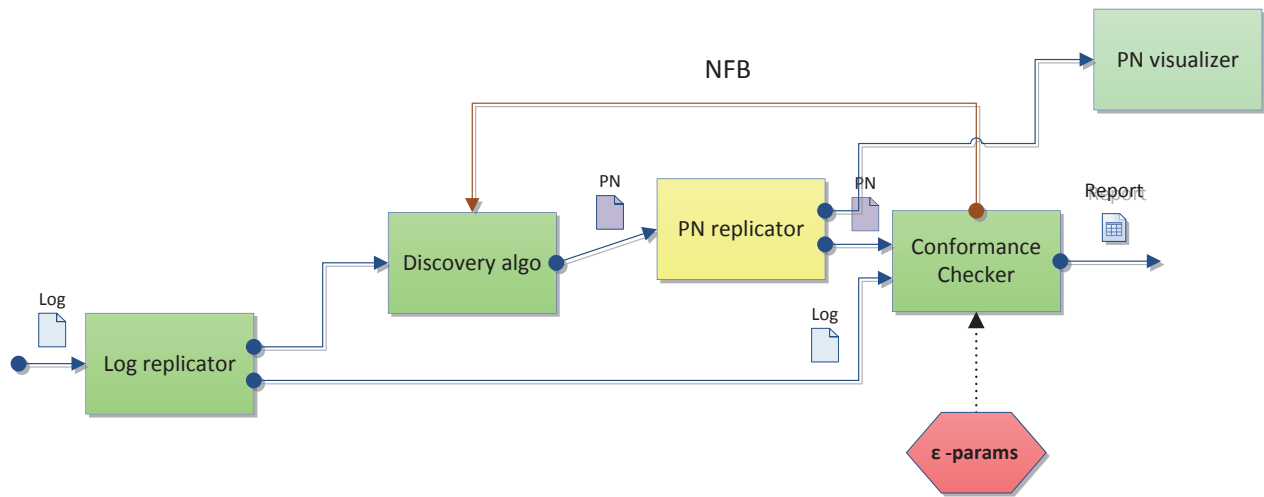 NFB
PN visualizer
PN
PN
Report
PN replicator
Discovery algo
Conformance
Checker
Log
Log
Log replicator
ε -params